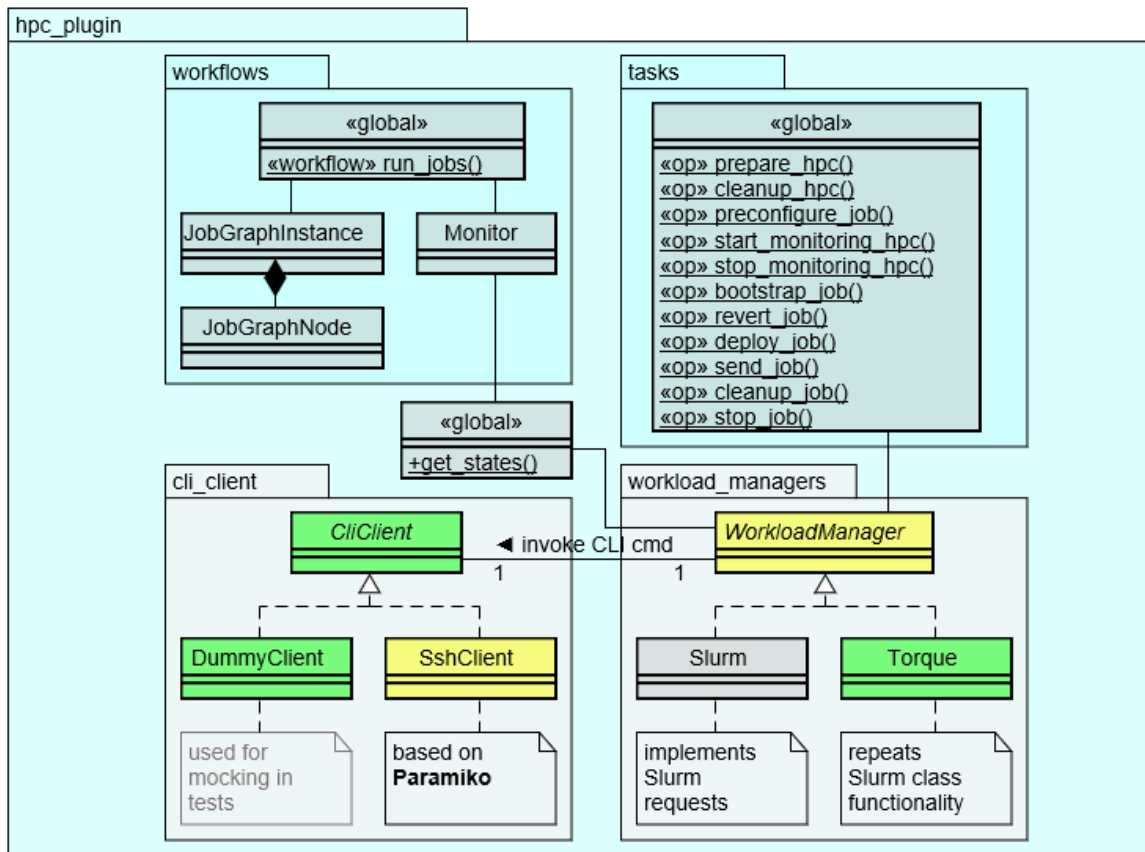 hpc_plugin
workflows
«global»
«workflow» run_jobs()
JobGraphInstance
Monitor
JobGraphNode
tasks
«global»
«op» prepare_hpc()
«op» cleanup_hpc()
«op» preconfigure_job()
«op» start_monitoring_hpc()
«op» stop_monitoring_hpc()
«op» bootstrap_job()
«op» revert_job()
«op» deploy_job()
«op» send_job()
«op» cleanup_job()
«op» stop_job()
«global»
+get_states()
cli_client
CliClient
◄ invoke CLI cmd
1
1
DummyClient
SshClient
used for
mocking in
tests
based on
Paramiko
workload_managers
WorkloadManager
Slurm
Torque
implements
Slurm
requests
repeats
Slurm class
functionality